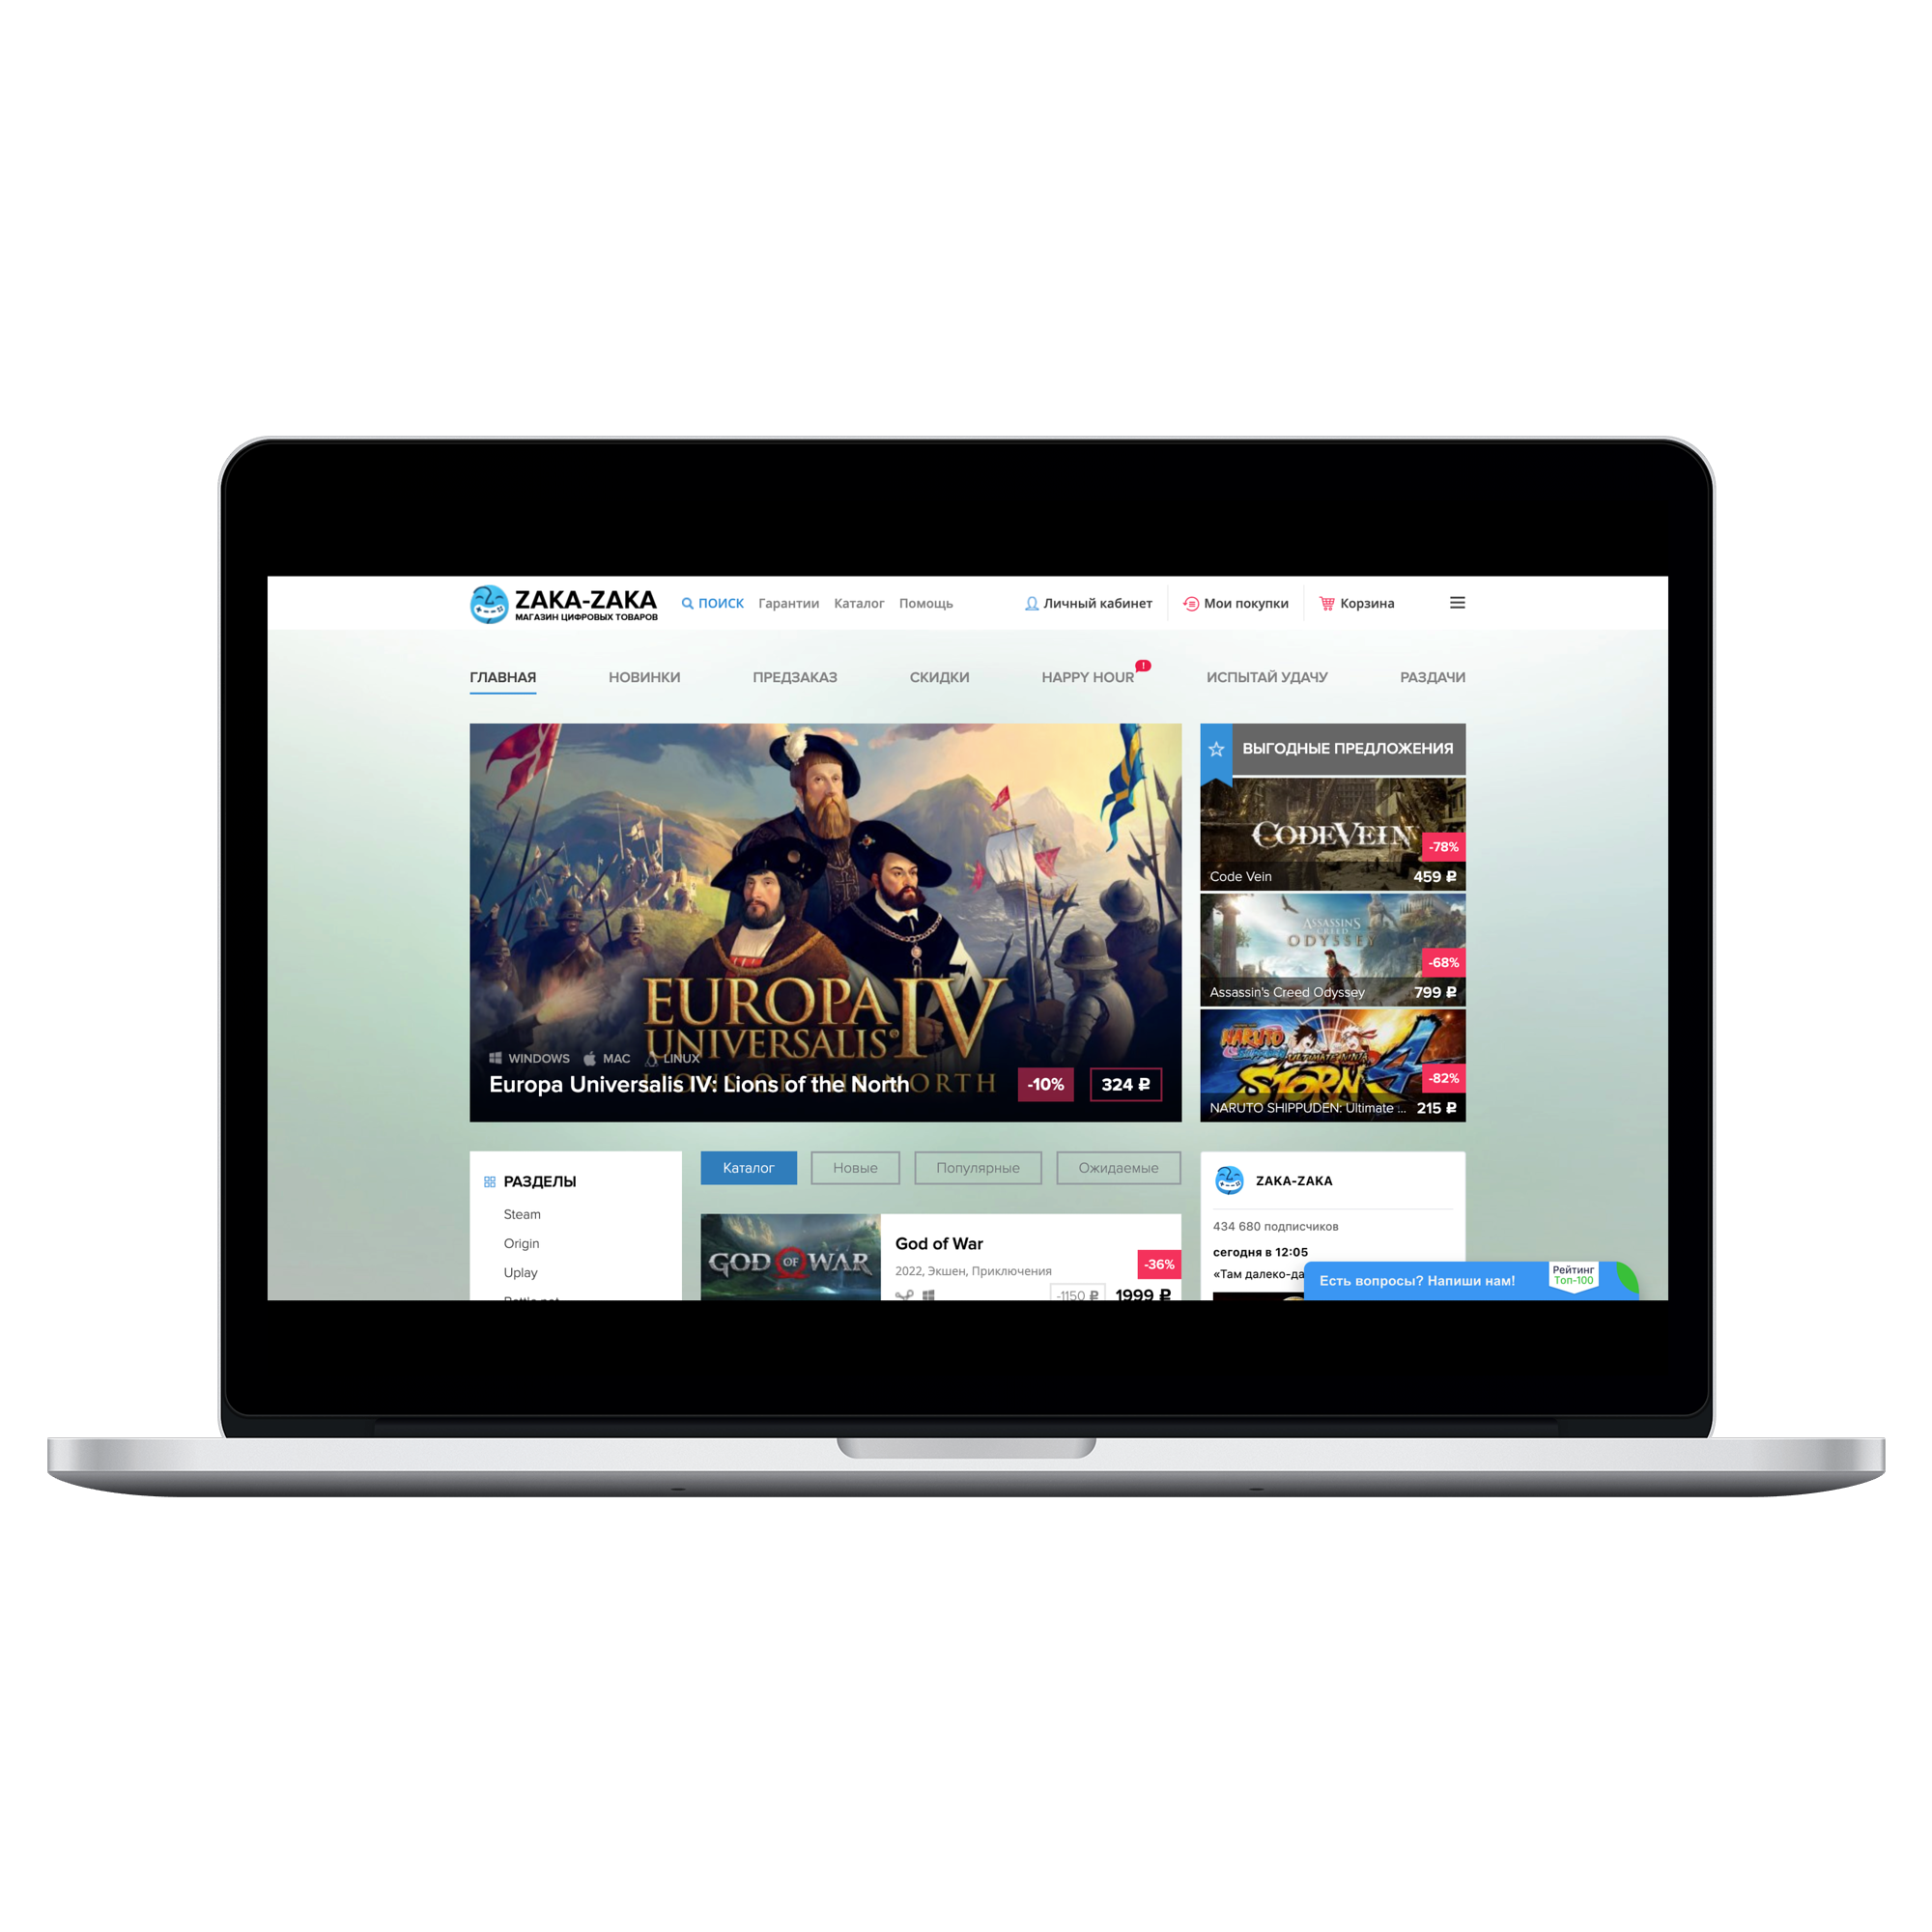 ZAKA-ZAKA
МАГАЗИН ЦИФРОВЫХ ТОВАРОВ
ПОИСК Гарантии Каталог Помощь Личный кабинет Мои покупки Корзина
ГЛАВНАЯ НОВИНКИ ПРЕДЗАКАЗ СКИДКИ HAPPY HOUR ! ИСПЫТАЙ УДАЧУ РАЗДАЧИ
EUROPA
UNIVERSALIS IV
LIONS OF THE NORTH
WINDOWS MAC LINUX
Europa Universalis IV: Lions of the North -10% 324 ₽
ВЫГОДНЫЕ ПРЕДЛОЖЕНИЯ
CODE VEIN
-78%
Code Vein 459 ₽
ASSASSIN'S
CREED
ODYSSEY
-68%
Assassin's Creed Odyssey 799 ₽
NARUTO
SHIPPUDEN
ULTIMATE NINJA
STORM 4
-82%
NARUTO SHIPPUDEN: Ultimate ... 215 ₽
РАЗДЕЛЫ
Steam
Origin
Uplay
Каталог Новые Популярные Ожидаемые
GOD OF WAR
God of War
-36%
2022, Экшен, Приключения
-1150 ₽ 1999 ₽
ZAKA-ZAKA
434 680 подписчиков
сегодня в 12:05
«Там далеко-да
Есть вопросы? Напиши нам!
Рейтинг
Топ-100